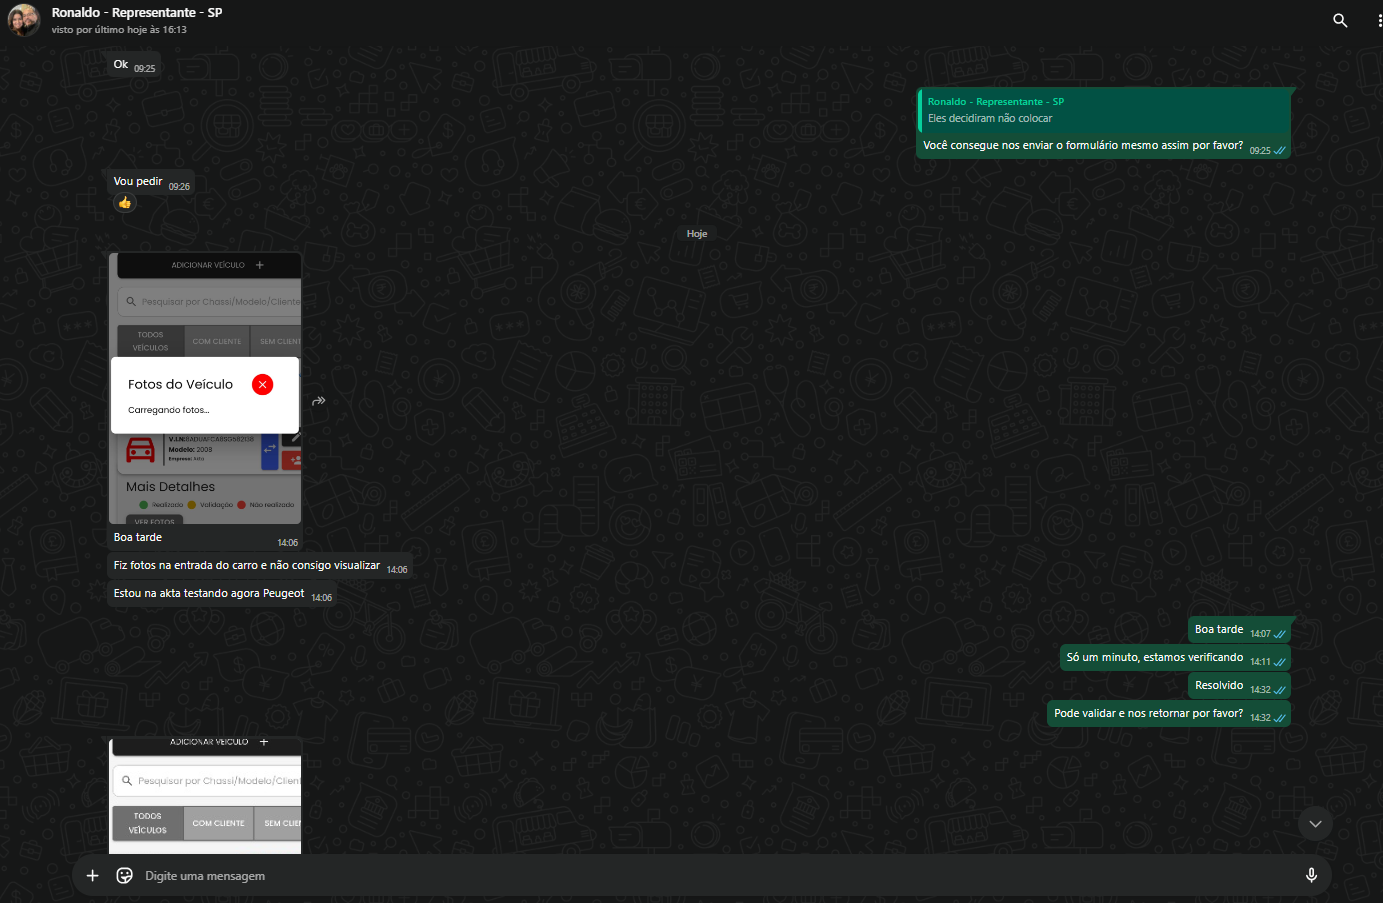 Ronaldo - Representante - SP
visto por último hoje às 16:13
Ok 09:25
Ronaldo - Representante - SP
Eles decidiram não colocar
Você consegue nos enviar o formulário mesmo assim por favor? 09:25
Vou pedir 09:26
Hoje
ADICIONAR VEÍCULO +
Pesquisar por Chassi/Modelo/Cliente
TODOS
VEÍCULOS
COM CLIENTE
SEM CLIENT
Fotos do Veículo
Carregando fotos...
Modelo: 2008
Empresa: Akta
Mais Detalhes
Realizado Validação Não realizado
VER FOTOS
Boa tarde
14:06
Fiz fotos na entrada do carro e não consigo visualizar 14:06
Estou na akta testando agora Peugeot 14:06
Boa tarde 14:07
Só um minuto, estamos verificando 14:11
Resolvido 14:32
Pode validar e nos retornar por favor? 14:32
ADICIONAR VEÍCULO +
Pesquisar por Chassi/Modelo/Client
TODOS
VEÍCULOS
COM CLIENTE
SEM CLIEN
Digite uma mensagem